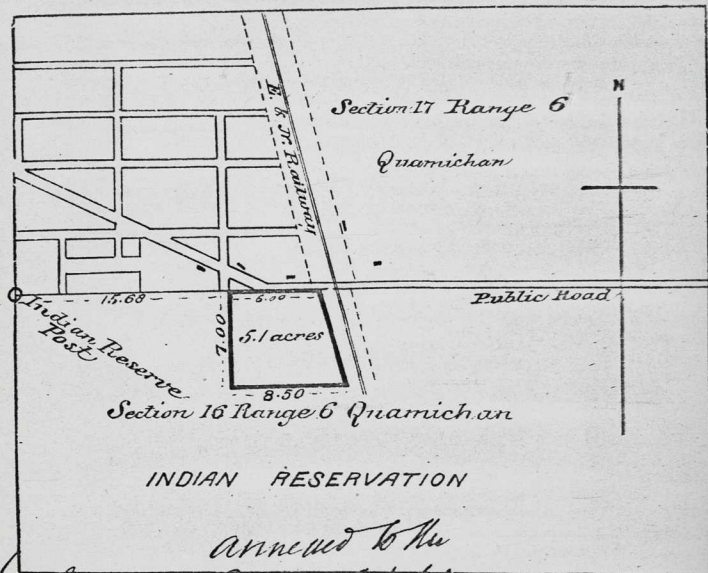 N
Section 17 Range 6
Quamichan
E. & N. Railway
Public Road
15.68
6.00
Indian Reserve
Post
7.00
5.1 acres
8.50
Section 16 Range 6 Quamichan
INDIAN RESERVATION
annexed to the